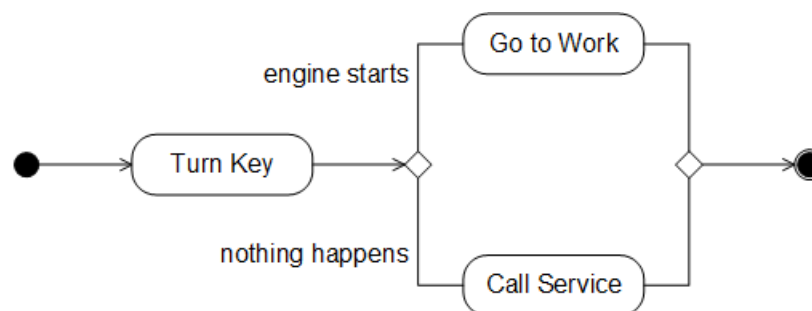 Go to Work
engine starts
Turn Key
nothing happens
Call Service